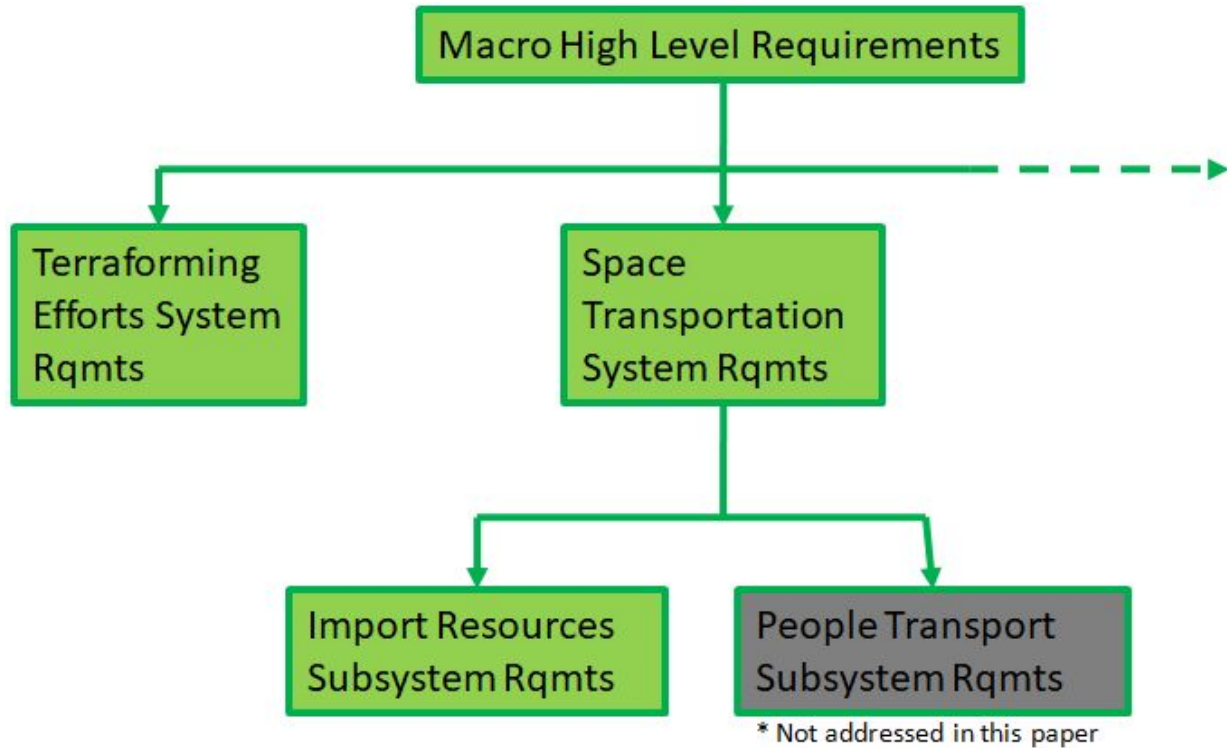 Macro High Level Requirements
Terraforming
Efforts System
Rqmts
Space
Transportation
System Rqmts
Import Resources
Subsystem Rqmts
People Transport
Subsystem Rqmts
* Not addressed in this paper